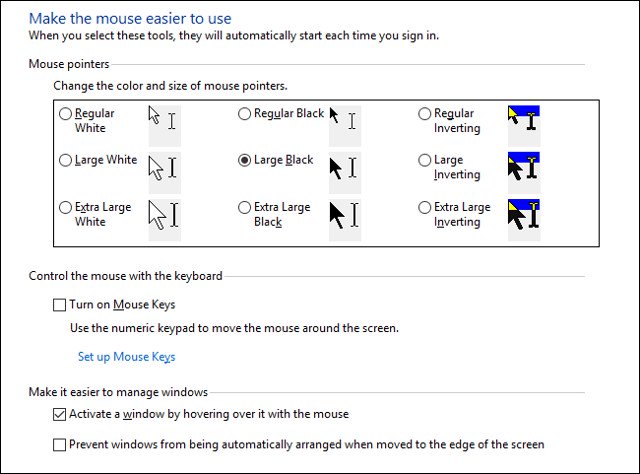 Make the mouse easier to use
When you select these tools, they will automatically start each time you sign in.
Mouse pointers
Change the color and size of mouse pointers.
Regular White
Regular Black
Regular Inverting
Large White
Large Black
Large Inverting
Extra Large White
Extra Large Black
Extra Large Inverting
Control the mouse with the keyboard
Turn on Mouse Keys
Use the numeric keypad to move the mouse around the screen.
Set up Mouse Keys
Make it easier to manage windows
Activate a window by hovering over it with the mouse
Prevent windows from being automatically arranged when moved to the edge of the screen